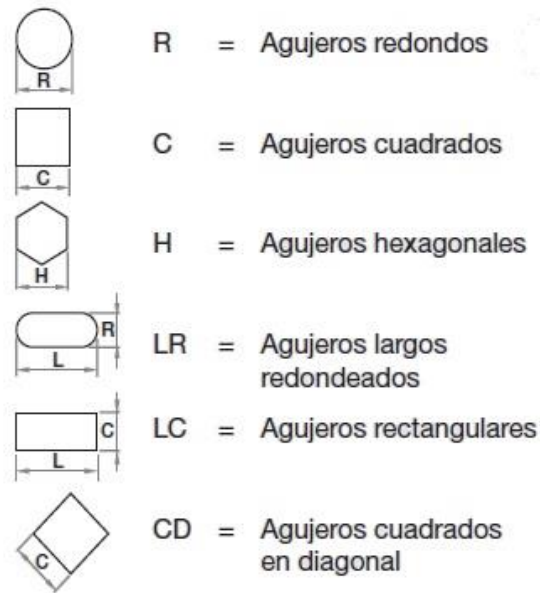 R = Agujeros redondos
R
C = Agujeros cuadrados
C
H = Agujeros hexagonales
H
R
LR = Agujeros largos
redondeados
L
C
LC = Agujeros rectangulares
L
CD = Agujeros cuadrados
en diagonal
C